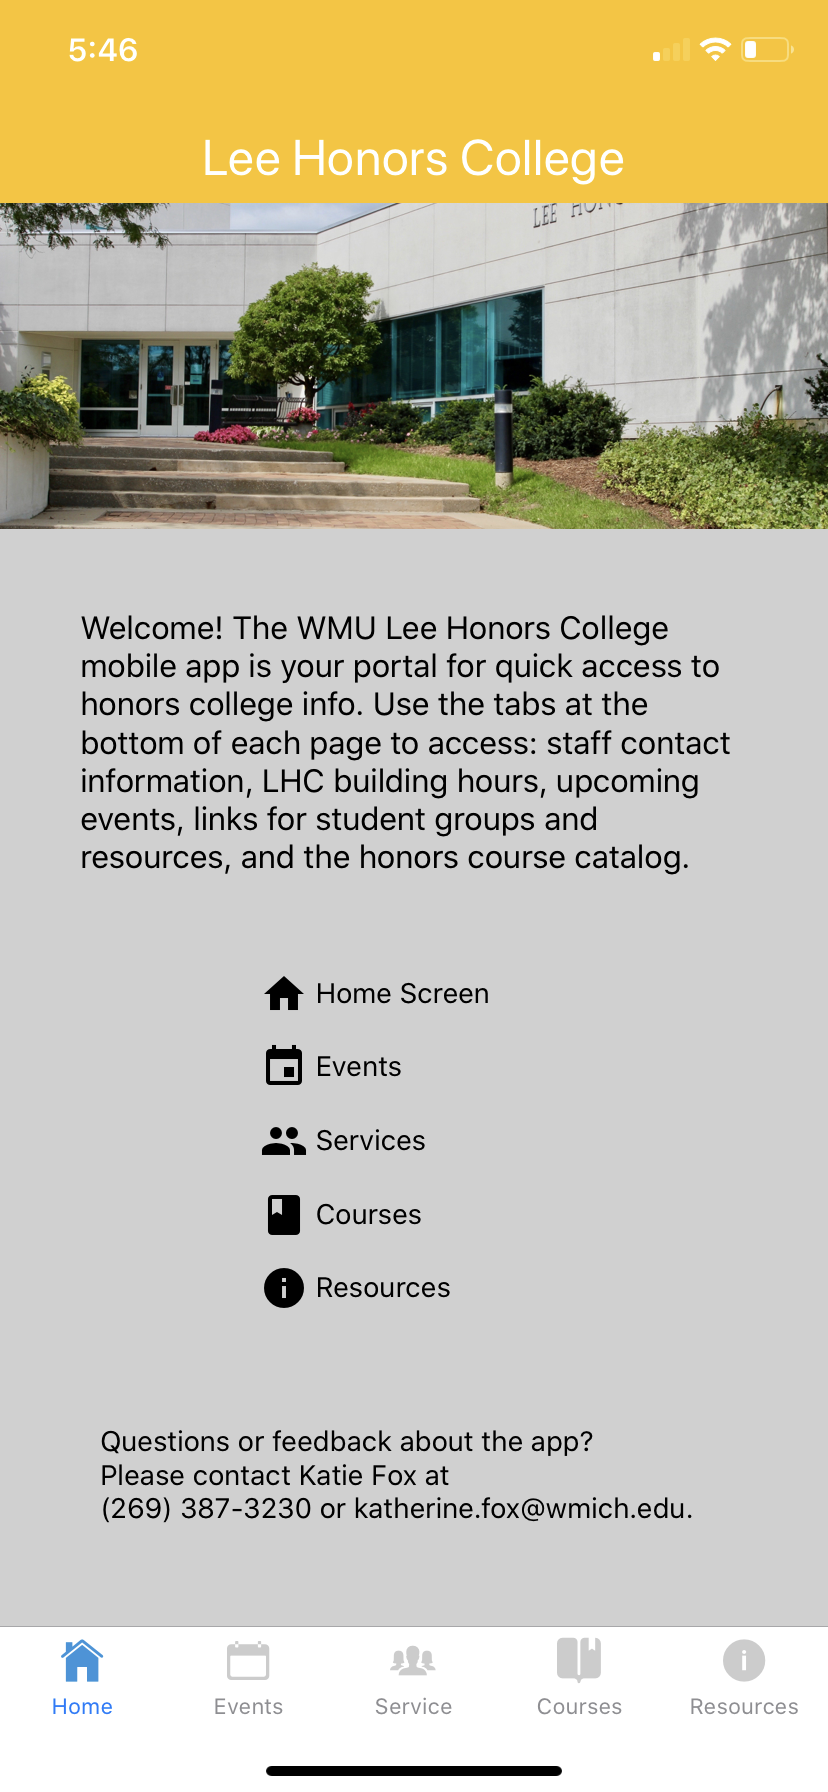 5:46
Lee Honors College
LEE
Welcome! The WMU Lee Honors College
mobile app is your portal for quick access to
honors college info. Use the tabs at the
bottom of each page to access: staff contact
information, LHC building hours, upcoming
events, links for student groups and
resources, and the honors course catalog.
Home Screen
Events
Services
Courses
Resources
Questions or feedback about the app?
Please contact Katie Fox at
(269) 387-3230 or katherine.fox@wmich.edu.
Home
Events
Service
Courses
Resources